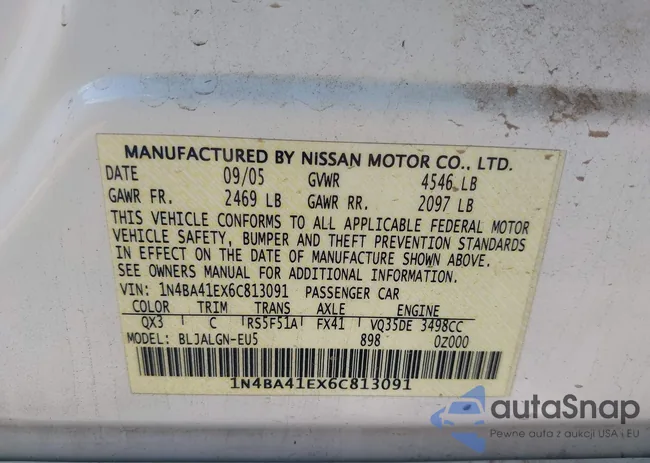 MANUFACTURED BY NISSAN MOTOR CO., LTD.
DATE 09/05 GVWR 4546 LB
GAWR FR. 2469 LB GAWR RR. 2097 LB
THIS VEHICLE CONFORMS TO ALL APPLICABLE FEDERAL MOTOR
VEHICLE SAFETY, BUMPER AND THEFT PREVENTION STANDARDS
IN EFFECT ON THE DATE OF MANUFACTURE SHOWN ABOVE.
SEE OWNERS MANUAL FOR ADDITIONAL INFORMATION.
VIN: 1N4BA41EX6C813091 PASSENGER CAR
COLOR TRIM TRANS AXLE ENGINE
QX3 C RS5F51A FX41 VQ35DE 3498CC
MODEL: BLJALGN-EU5 898 0Z000
1N4BA41EX6C813091
autaSnap
Pewne auta z aukcji USA i EU